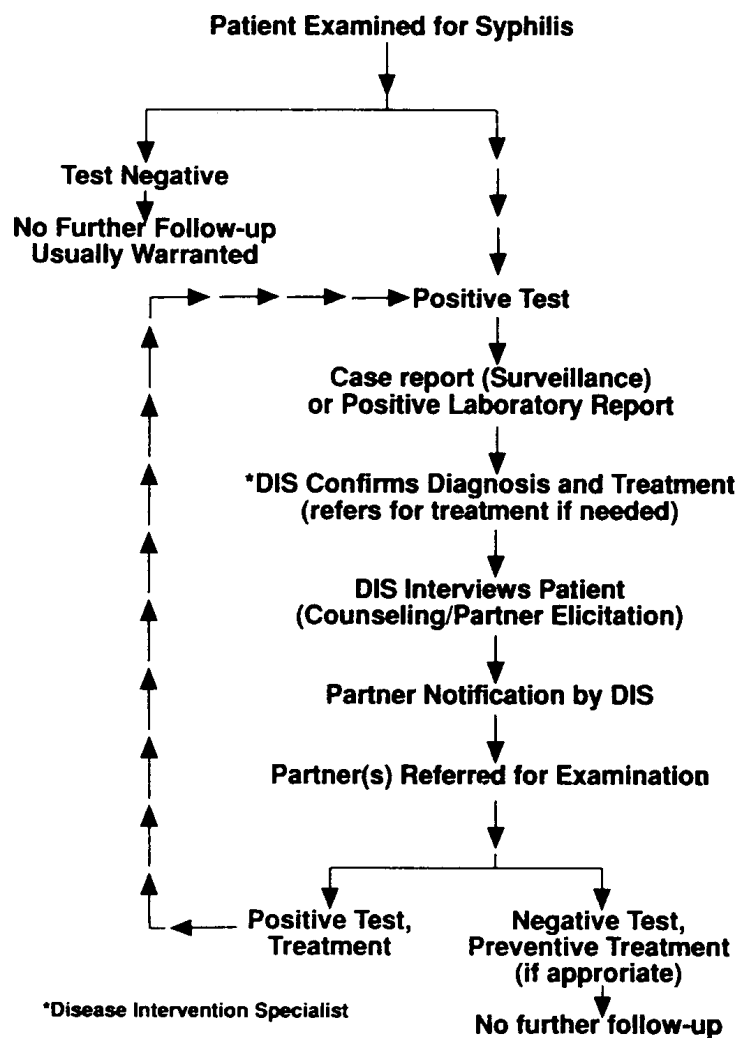 Patient Examined for Syphilis
Test Negative
No Further Follow-up
Usually Warranted
Positive Test
Case report (Surveillance)
or Positive Laboratory Report
*DIS Confirms Diagnosis and Treatment
(refers for treatment if needed)
DIS Interviews Patient
(Counseling/Partner Elicitation)
Partner Notification by DIS
Partner(s) Referred for Examination
Positive Test,
Treatment
Negative Test,
Preventive Treatment
(if approriate)
No further follow-up
*Disease Intervention Specialist